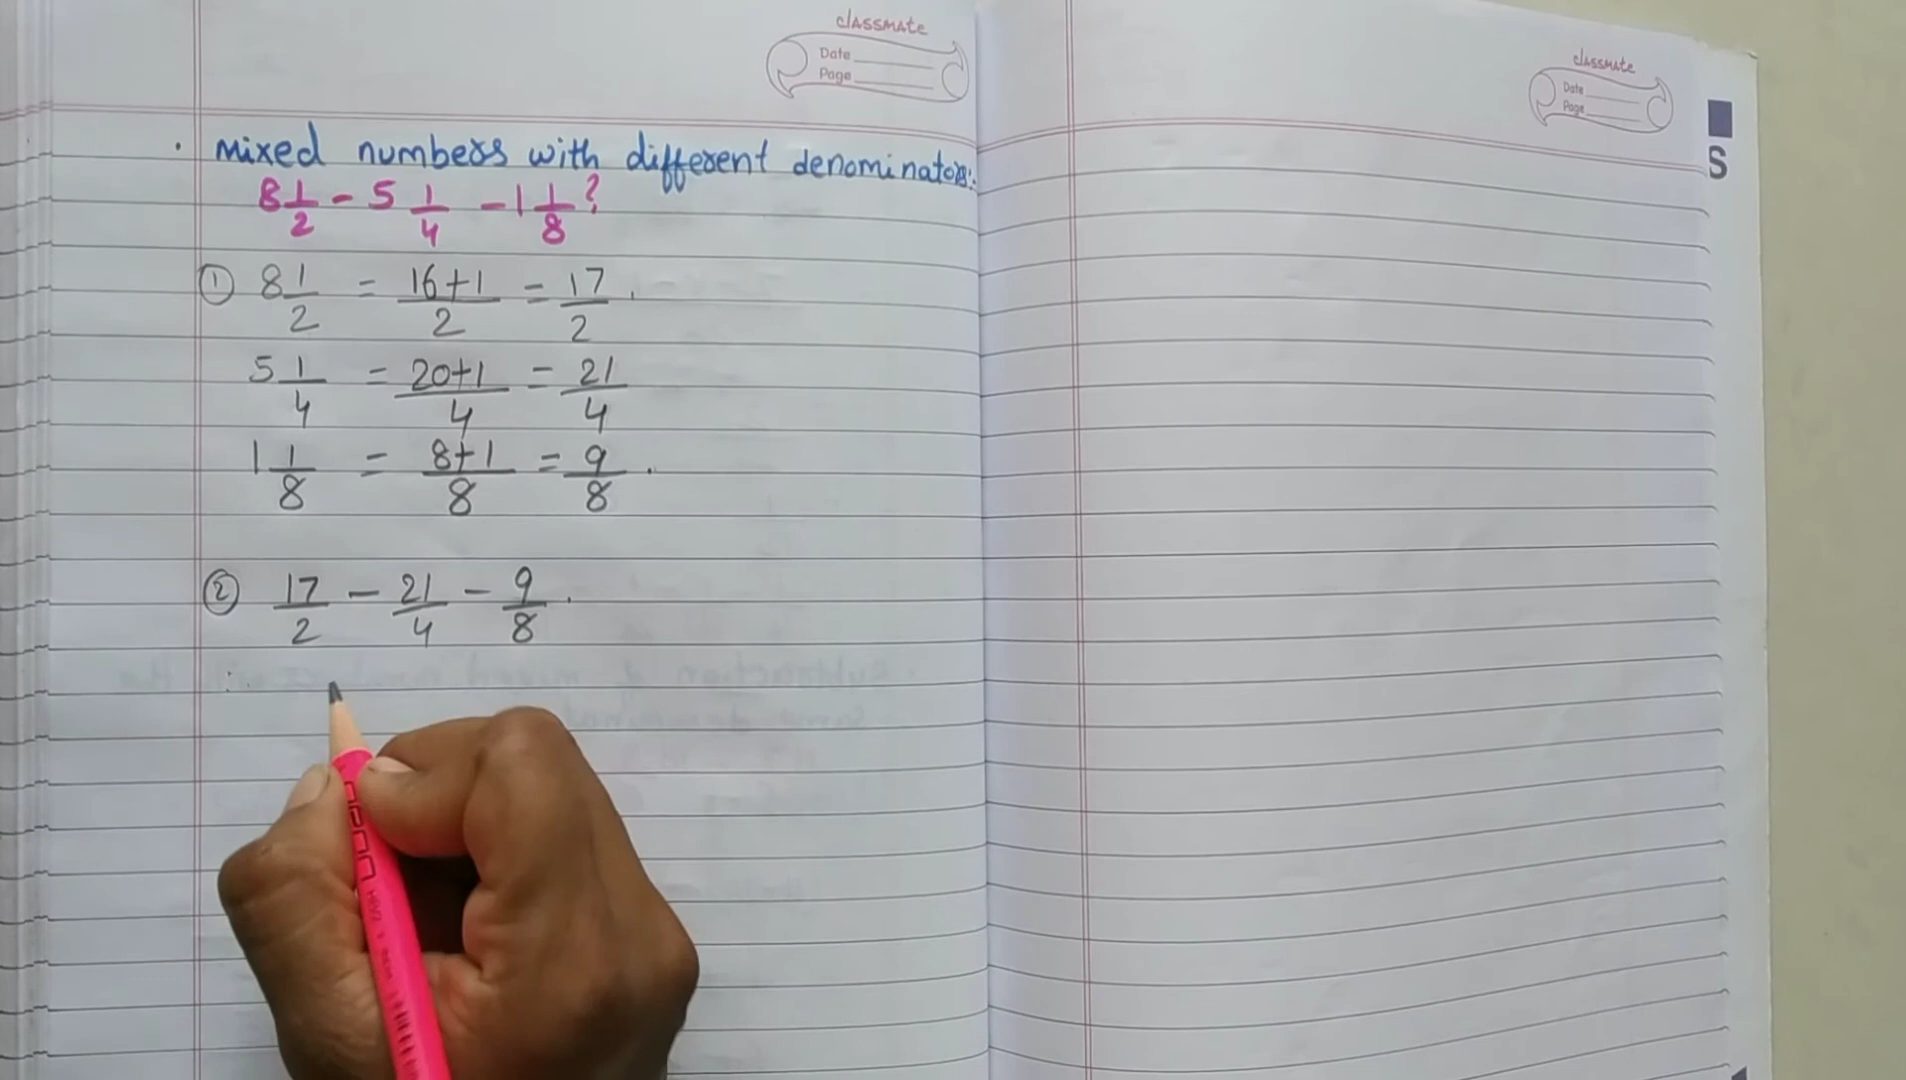 classmate
Date
Page
classmate
Date
Page
S
. mixed numbers with different denominators:
8 1/2 - 5 1/4 - 1 1/8 ?
① 8 1/2 = 16+1/2 = 17/2 .
5 1/4 = 20+1/4 = 21/4
1 1/8 = 8+1/8 = 9/8 .
② 17/2 - 21/4 - 9/8 .